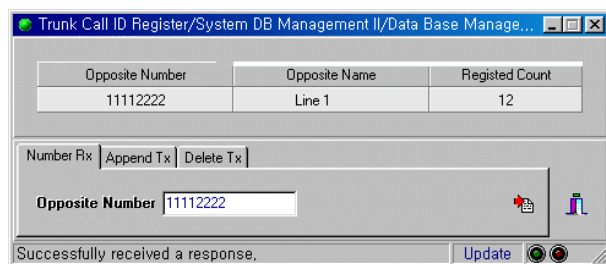 Trunk Call ID Register/System DB Management II/Data Base Manage...
Opposite Number Opposite Name Registed Count
11112222 Line 1 12
Number Rx Append Tx Delete Tx
Opposite Number 11112222
Successfully received a response, Update